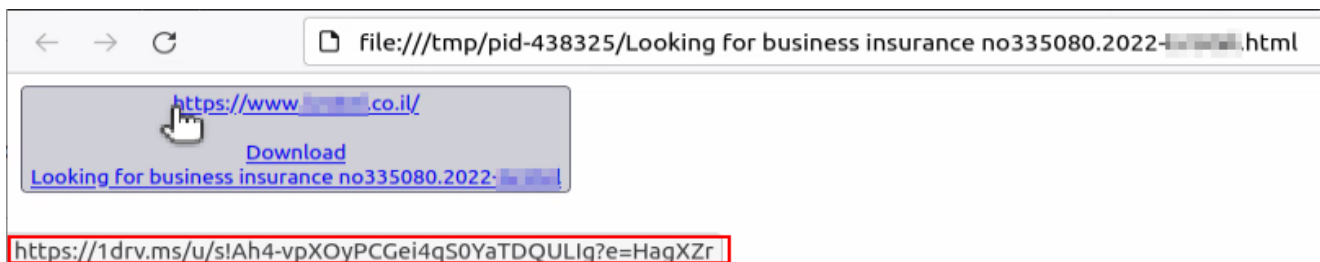 file:///tmp/pid-438325/Looking for business insurance no335080.2022-.html
https://www. .co.il/
Download
Looking for business insurance no335080.2022-
https://1drv.ms/u/s!Ah4-vpXOyPCGei4qS0YaTDQULIg?e=HagXZr